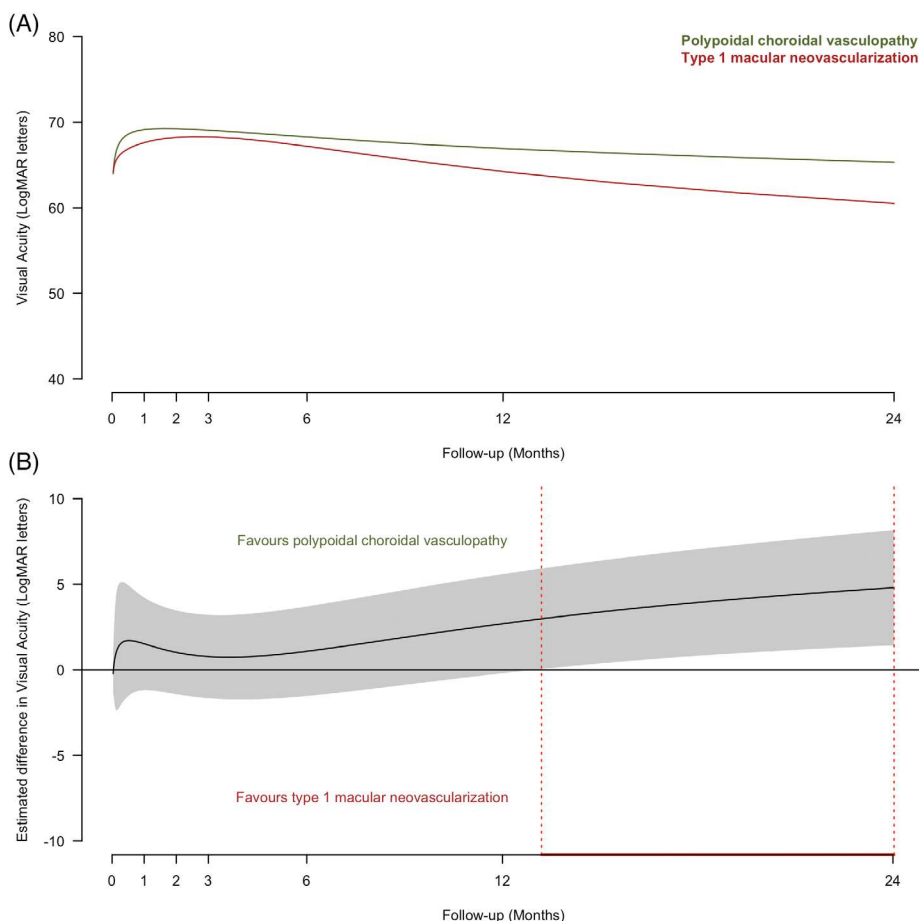 (A)
Polypoidal choroidal vasculopathy
Type 1 macular neovascularization
Visual Acuity (LogMAR letters)
80
70
60
50
40
0 1 2 3 6 12 24
Follow-up (Months)
(B)
Estimated difference in Visual Acuity (LogMAR letters)
10
5
0
-5
-10
Favours polypoidal choroidal vasculopathy
Favours type 1 macular neovascularization
0 1 2 3 6 12 24
Follow-up (Months)